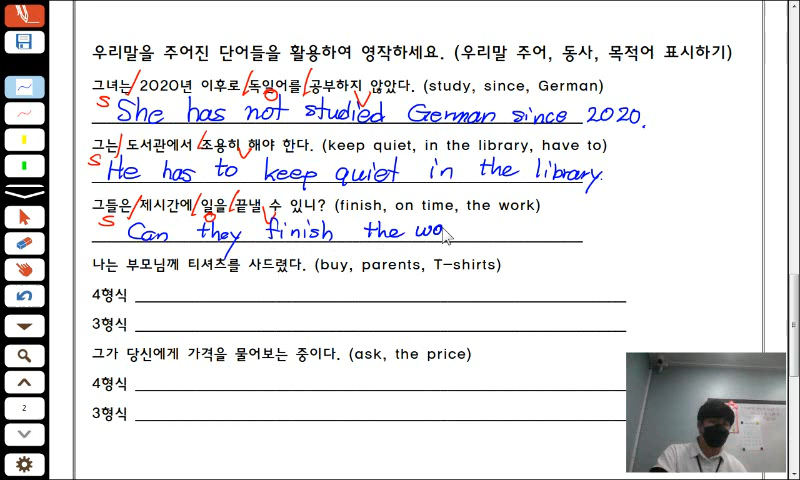 우리말을 주어진 단어들을 활용하여 영작하세요. (우리말 주어, 동사, 목적어 표시하기)
그녀는 2020년 이후로 독일어를 공부하지 않았다. (study, since, German)
S O V
She has not studied German since 2020.
그는 도서관에서 조용히 해야 한다. (keep quiet, in the library, have to)
S V
He has to keep quiet in the library.
그들은 제시간에 일을 끝낼 수 있니? (finish, on time, the work)
S O V
Can they finish the wo
나는 부모님께 티셔츠를 사드렸다. (buy, parents, T-shirts)
4형식
3형식
그가 당신에게 가격을 물어보는 중이다. (ask, the price)
4형식
3형식
2